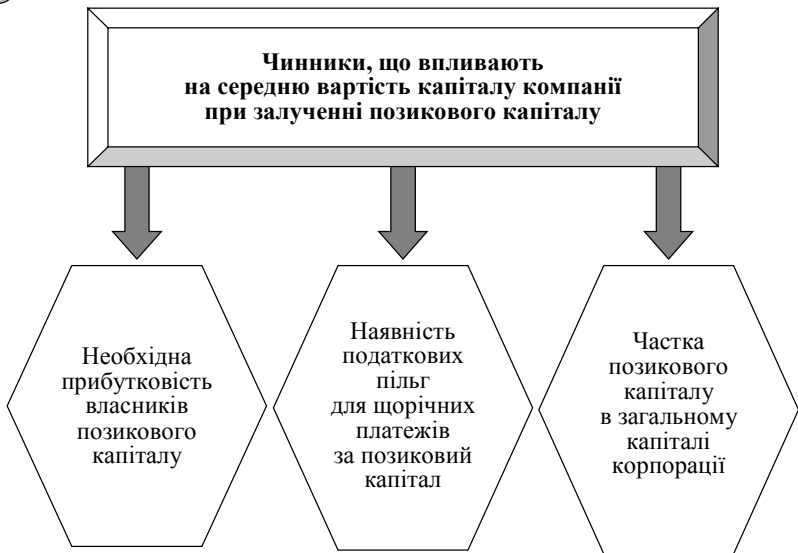 Чинники, що впливають
на середню вартість капіталу компанії
при залученні позикового капіталу
Необхідна
прибутковість
власників
позикового
капіталу
Наявність
податкових
пільг
для щорічних
платежів
за позиковий
капітал
Частка
позикового
капіталу
в загальному
капіталі
корпорації